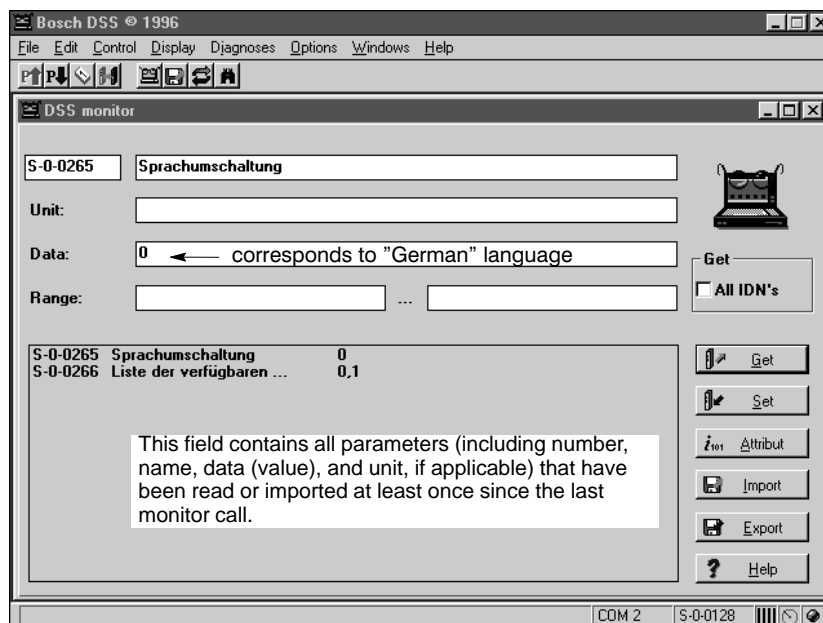 Bosch DSS © 1996
File Edit Control Display Djagnoses Options Windows Help
DSS monitor
S-0-0265 Sprachumschaltung
Unit:
Data: 0 corresponds to ”German” language
Get
All IDN's
Range: ...
S-0-0265 Sprachumschaltung 0
S-0-0266 Liste der verfügbaren ... 0,1
This field contains all parameters (including number,
name, data (value), and unit, if applicable) that have
been read or imported at least once since the last
monitor call.
Get
Set
Attribut
Import
Export
Help
COM 2 S-0-0128